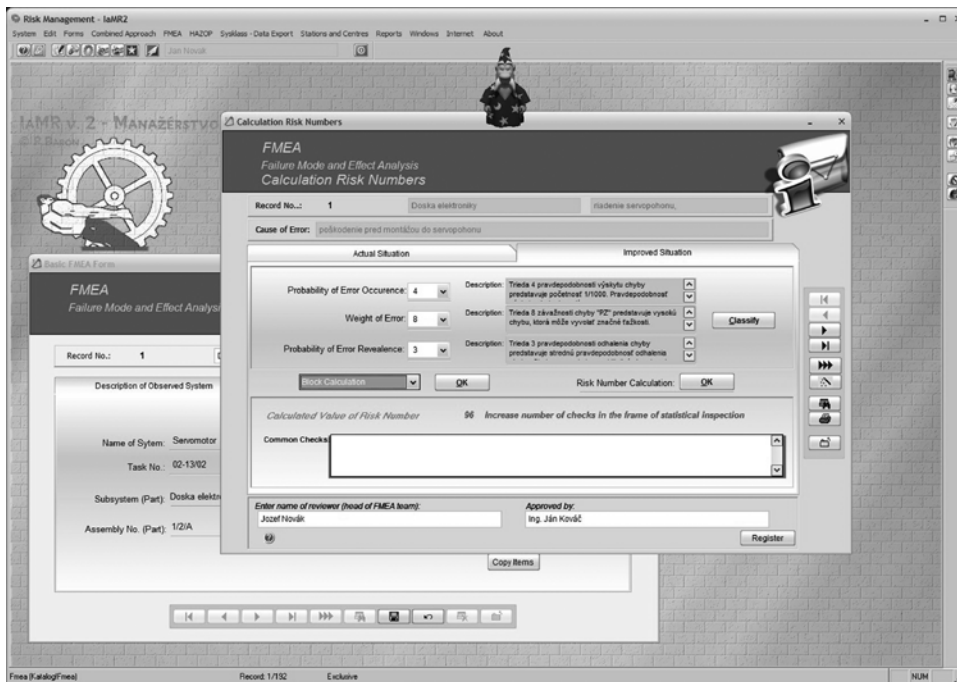 Risk Management - IaMR2
System Edit Forms Combined Approach FMEA HAZOP Sysklass - Data Export Stations and Centres Reports Windows Internet About
Jan Novak
IaMR v. 2 - Manažérstvo
Calculation Risk Numbers
FMEA
Failure Mode and Effect Analysis
Calculation Risk Numbers
Record No...: 1 Doska elektroniky riadenie servopohonu,
Cause of Error: poškodenie pred montážou do servopohonu
Actual Situation Improved Situation
Probability of Error Occurence: 4 Description: Trieda 4 pravdepodobnosti výskytu chyby
predstavuje početnosť 1/1000. Pravdepodobnosť
Weight of Error: 8 Description: Trieda 8 závažnosti chyby "PZ" predstavuje vysokú
chybu, ktorá môže vyvolať značné ťažkosti.
Classify
Probability of Error Revealence: 3 Description: Trieda 3 pravdepodobnosti odhalenia chyby
predstavuje strednú pravdepodobnosť odhalenia
Block Calculation OK Risk Number Calculation: OK
Calculated Value of Risk Number 96 Increase number of checks in the frame of statistical inspection
Common Checks
Enter name of reviewer (head of FMEA team): Approved by:
Jozef Novák Ing. Ján Kováč
Register
Basic FMEA Form
FMEA
Failure Mode and Effect Analysi
Record No.: 1
Description of Observed System
Name of Sytem: Servomotor
Task No.: 02-13/02
Subsystem (Part): Doska elektr
Assembly No. (Part): 1/2/A
Copy Items
Fmea (Katalog!Fmea) Record: 1/192 Exclusive NUM